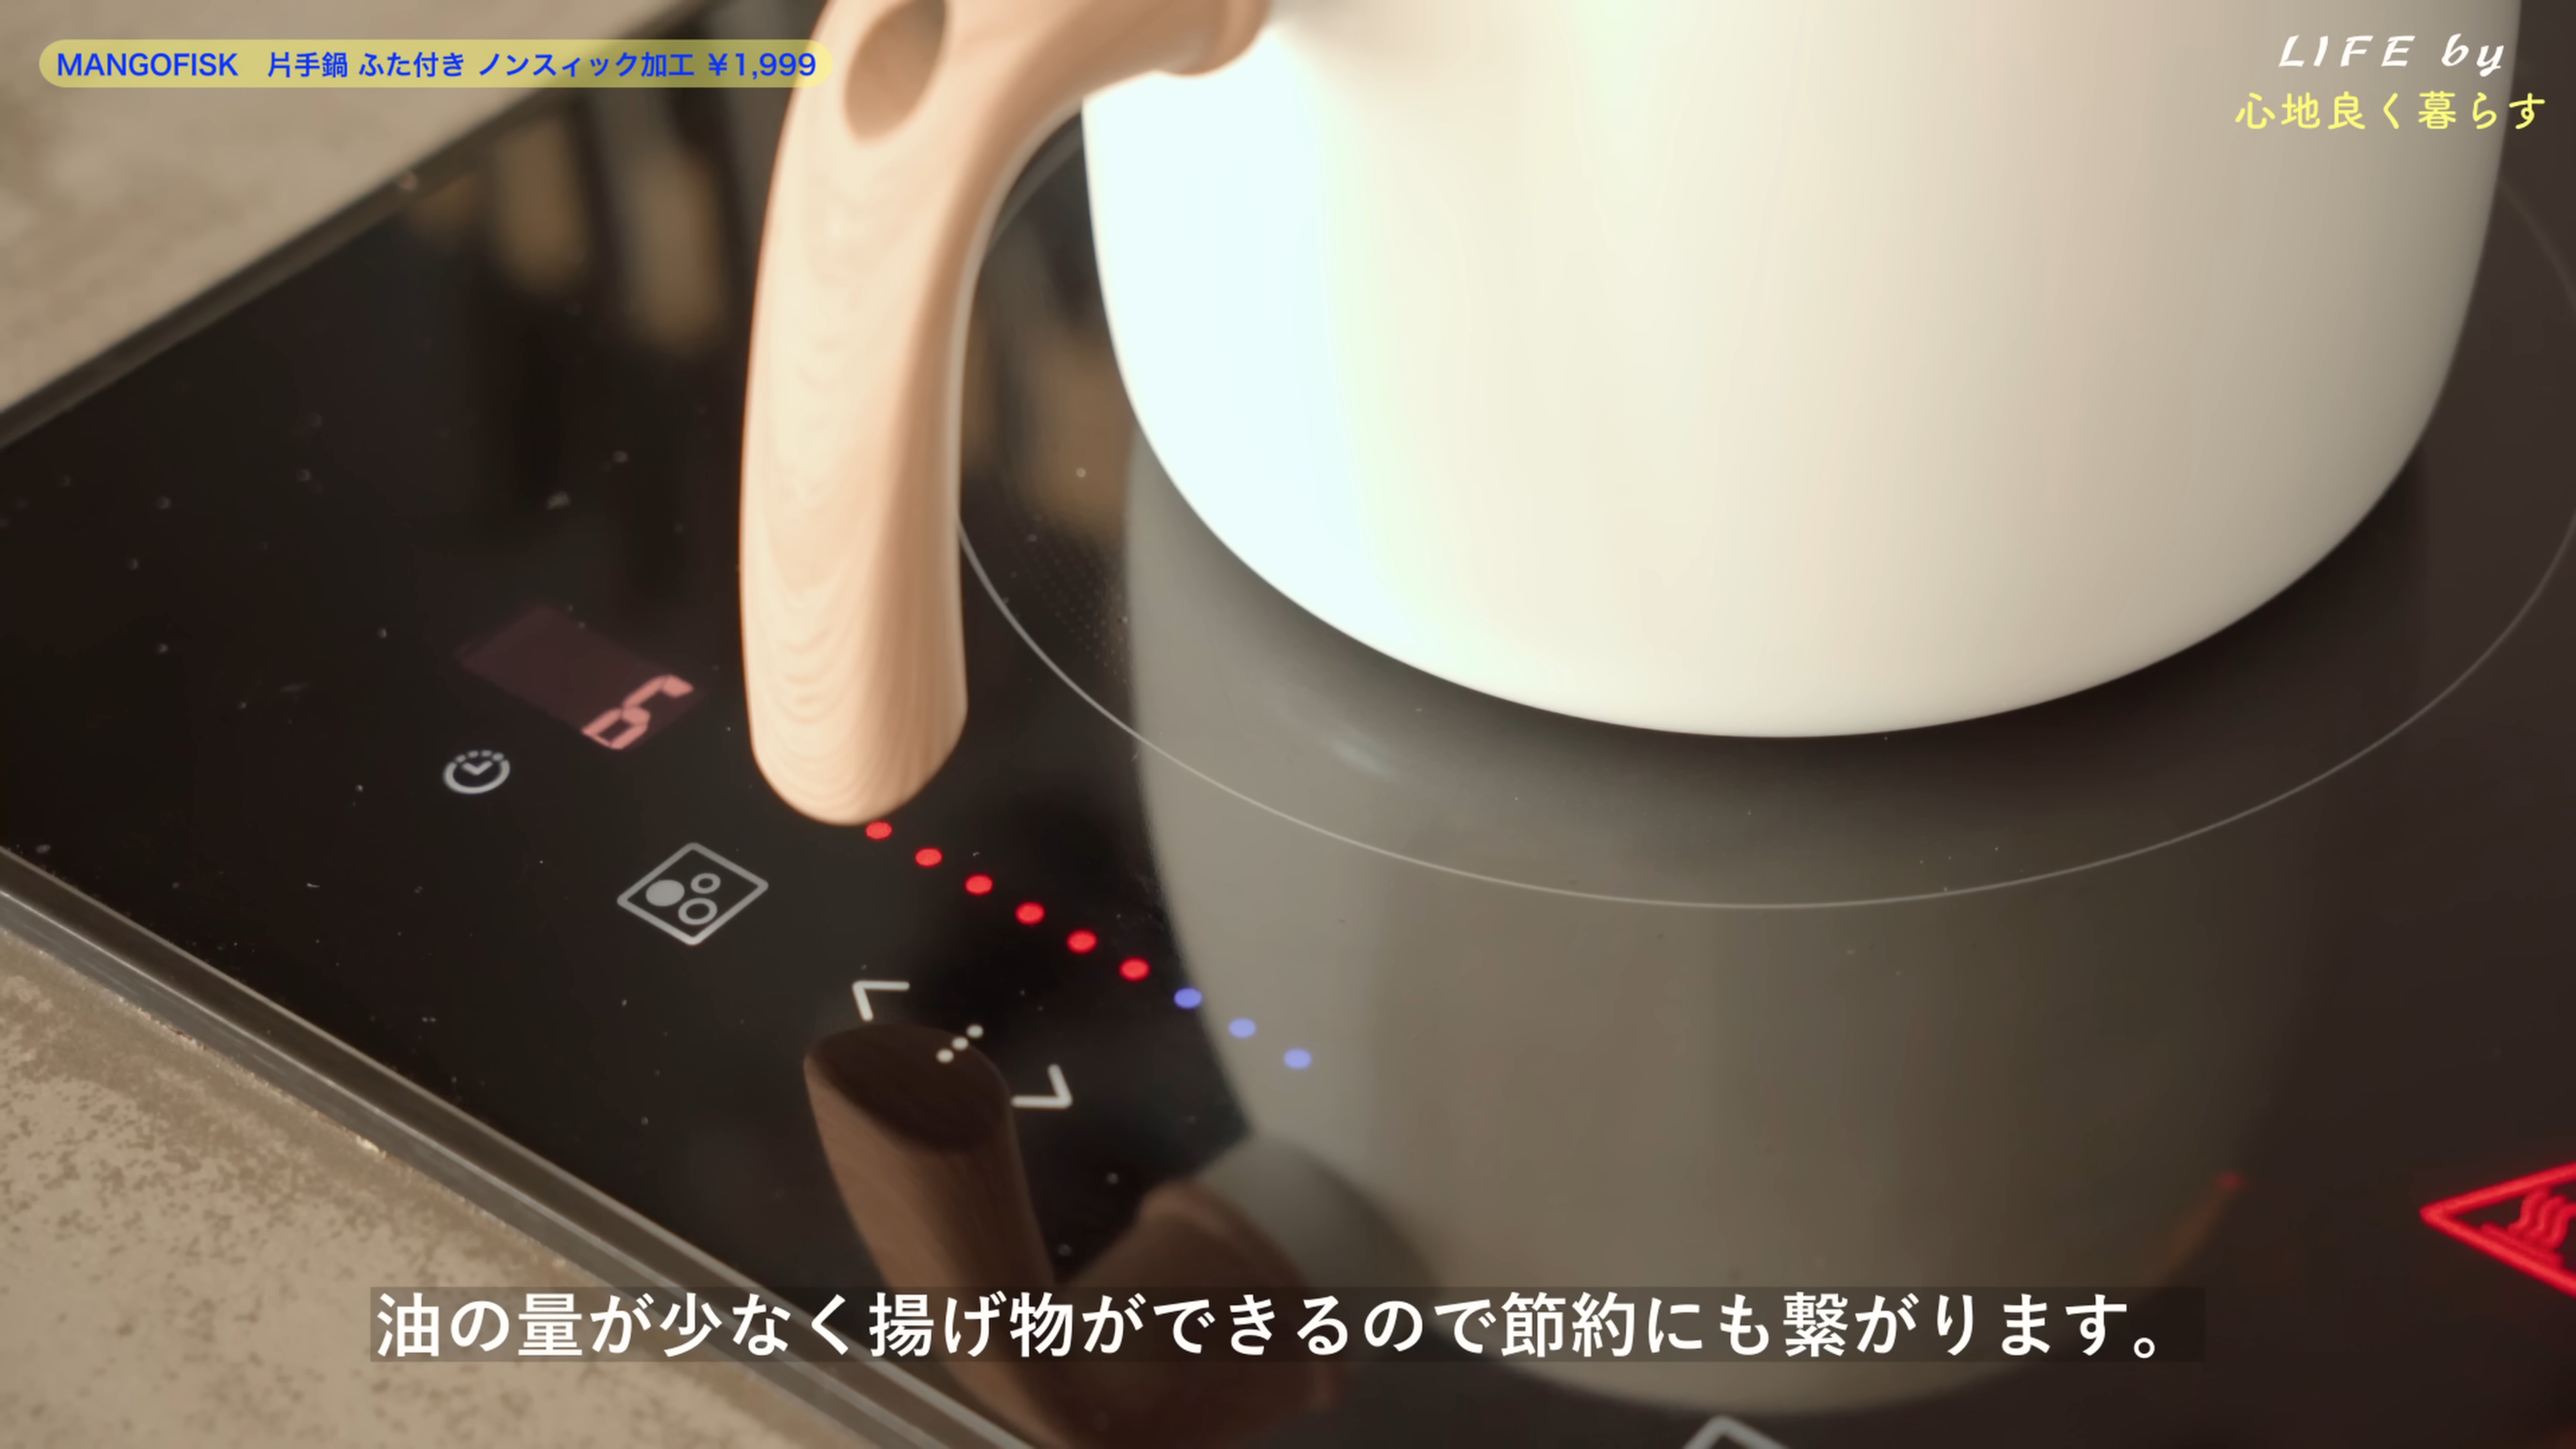 MANGOFISK　片手鍋 ふた付き ノンスィック加工 ￥1,999
LIFE by
心地良く暮らす
6
油の量が少なく揚げ物ができるので節約にも繋がります。